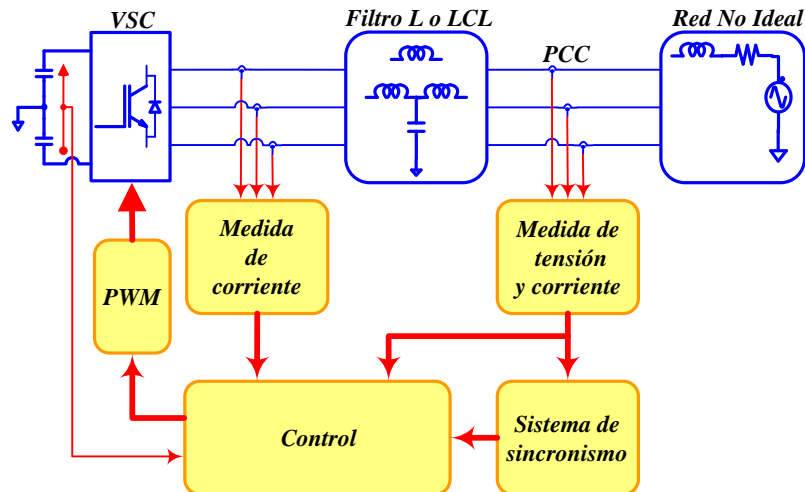 VSC
Filtro L o LCL
Red No Ideal
PCC
Medida
de
corriente
Medida de
tensión
y corriente
PWM
Control
Sistema de
sincronismo